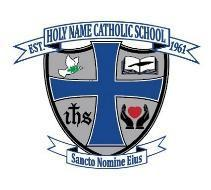 HOLY NAME CATHOLIC SCHOOL
EST. 1961
ihs
Sancto Nomine Eius